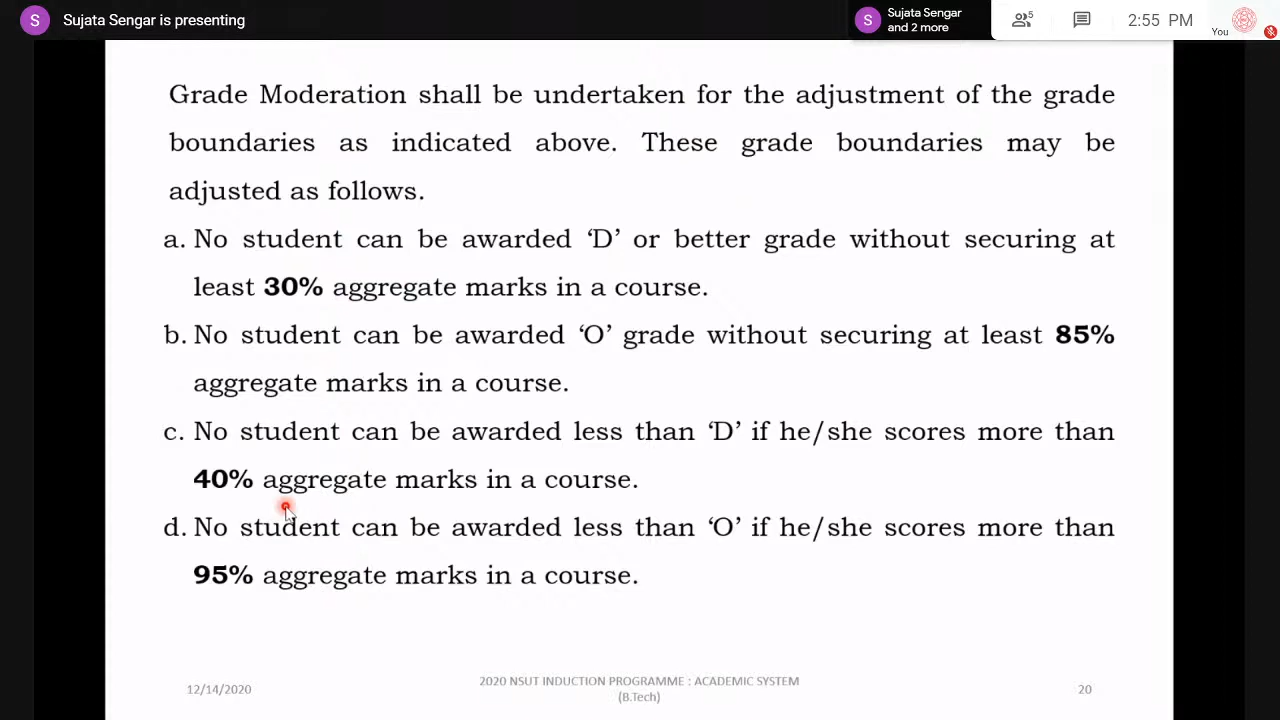 S Sujata Sengar is presenting
S Sujata Sengar
and 2 more
5
2:55 PM
You
Grade Moderation shall be undertaken for the adjustment of the grade
boundaries as indicated above. These grade boundaries may be
adjusted as follows.
a. No student can be awarded ‘D’ or better grade without securing at
least 30% aggregate marks in a course.
b. No student can be awarded ‘O’ grade without securing at least 85%
aggregate marks in a course.
c. No student can be awarded less than ‘D’ if he/she scores more than
40% aggregate marks in a course.
d. No student can be awarded less than ‘O’ if he/she scores more than
95% aggregate marks in a course.
12/14/2020
2020 NSUT INDUCTION PROGRAMME : ACADEMIC SYSTEM
(B.Tech)
20